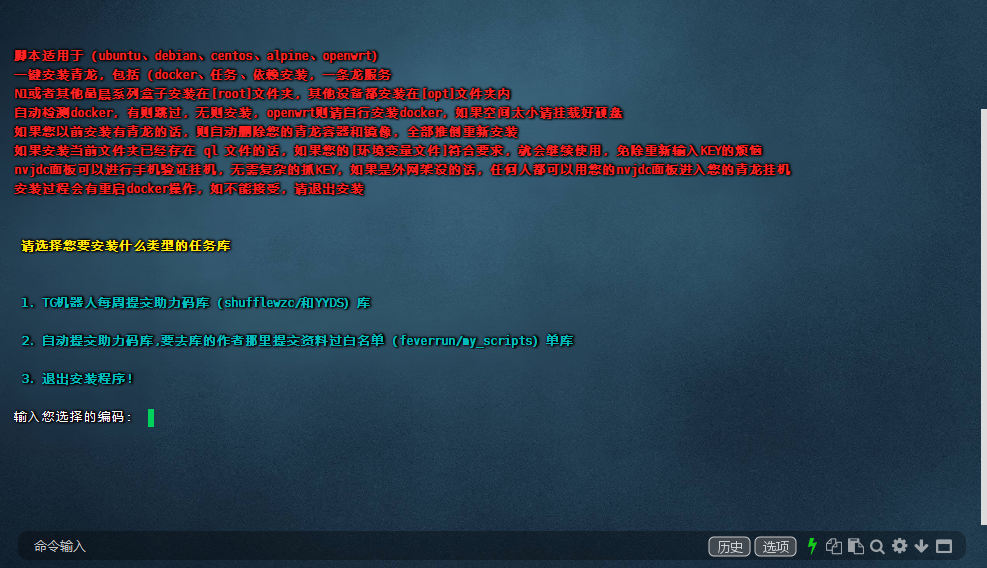 脚本适用于（ubuntu、debian、centos、alpine、openwrt）
一键安装青龙，包括（docker、任务、依赖安装，一条龙服务
N1或者其他晶晨系列盒子安装在[root]文件夹，其他设备都安装在[opt]文件夹内
自动检测docker，有则跳过，无则安装，openwrt则请自行安装docker，如果空间太小请挂载好硬盘
如果您以前安装有青龙的话，则自动删除您的青龙容器和镜像，全部推倒重新安装
如果安装当前文件夹已经存在 ql 文件的话，如果您的[环境变量文件]符合要求，就会继续使用，免除重新输入KEY的烦恼
nvjdc面板可以进行手机验证挂机，无需复杂的抓KEY，如果是外网架设的话，任何人都可以用您的nvjdc面板进入您的青龙挂机
安装过程会有重启docker操作，如不能接受，请退出安装
请选择您要安装什么类型的任务库
1. TG机器人每周提交助力码库（shufflewzc/和YYDS）库
2. 自动提交助力码库,要去库的作者那里提交资料过白名单（feverrun/my_scripts）单库
3. 退出安装程序！
输入您选择的编码：
命令输入
历史
选项